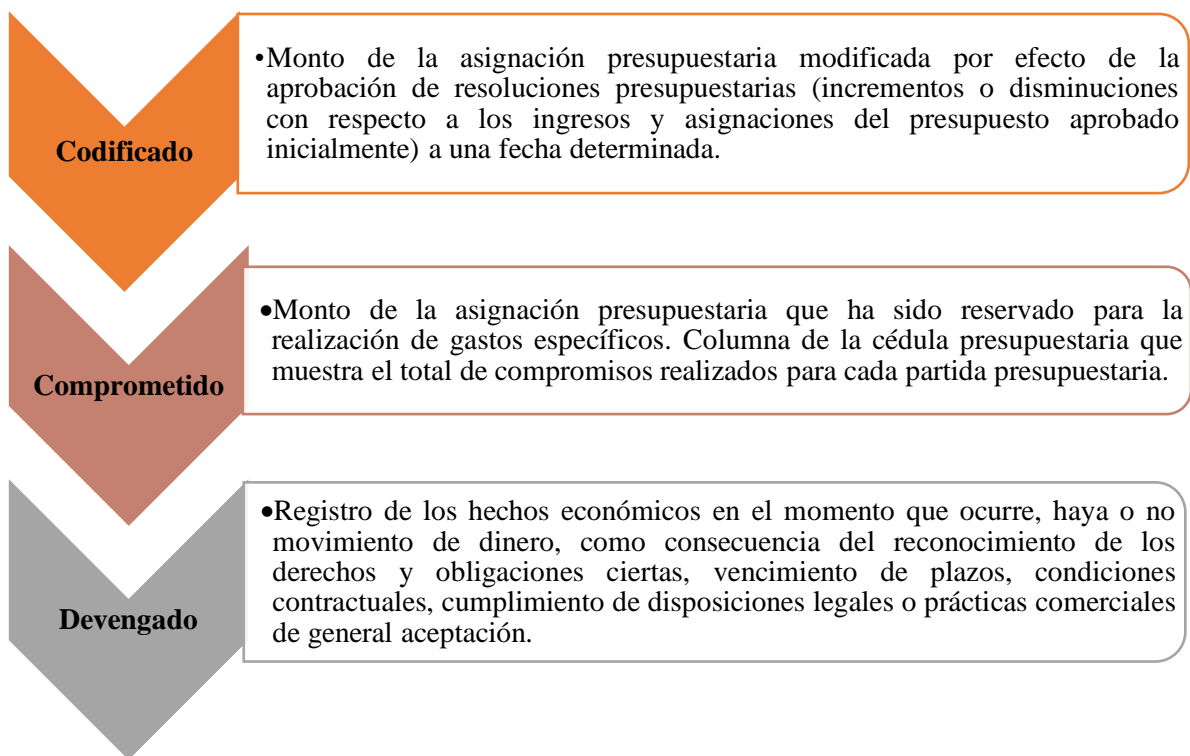 Codificado
•Monto de la asignación presupuestaria modificada por efecto de la
aprobación de resoluciones presupuestarias (incrementos o disminuciones
con respecto a los ingresos y asignaciones del presupuesto aprobado
inicialmente) a una fecha determinada.
Comprometido
•Monto de la asignación presupuestaria que ha sido reservado para la
realización de gastos específicos. Columna de la cédula presupuestaria que
muestra el total de compromisos realizados para cada partida presupuestaria.
Devengado
•Registro de los hechos económicos en el momento que ocurre, haya o no
movimiento de dinero, como consecuencia del reconocimiento de los
derechos y obligaciones ciertas, vencimiento de plazos, condiciones
contractuales, cumplimiento de disposiciones legales o prácticas comerciales
de general aceptación.